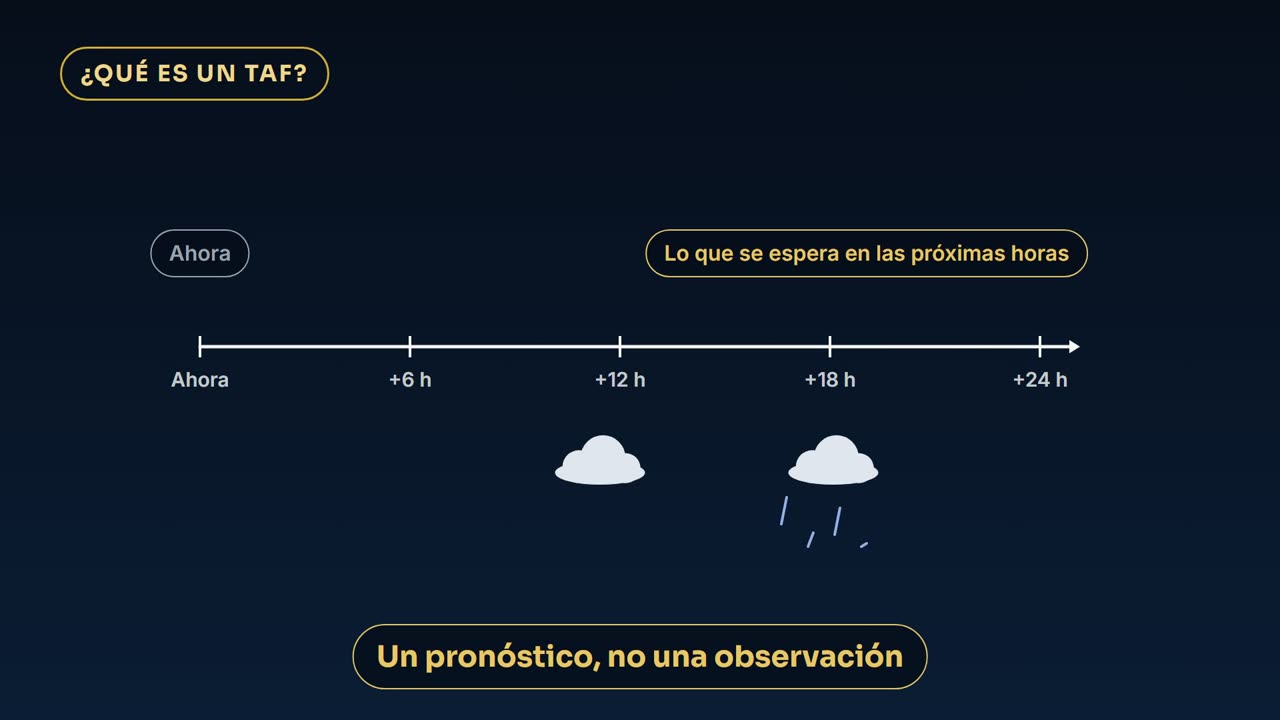 ¿QUÉ ES UN TAF?
Ahora
Lo que se espera en las próximas horas
Ahora
+6 h
+12 h
+18 h
+24 h
Un pronóstico, no una observación